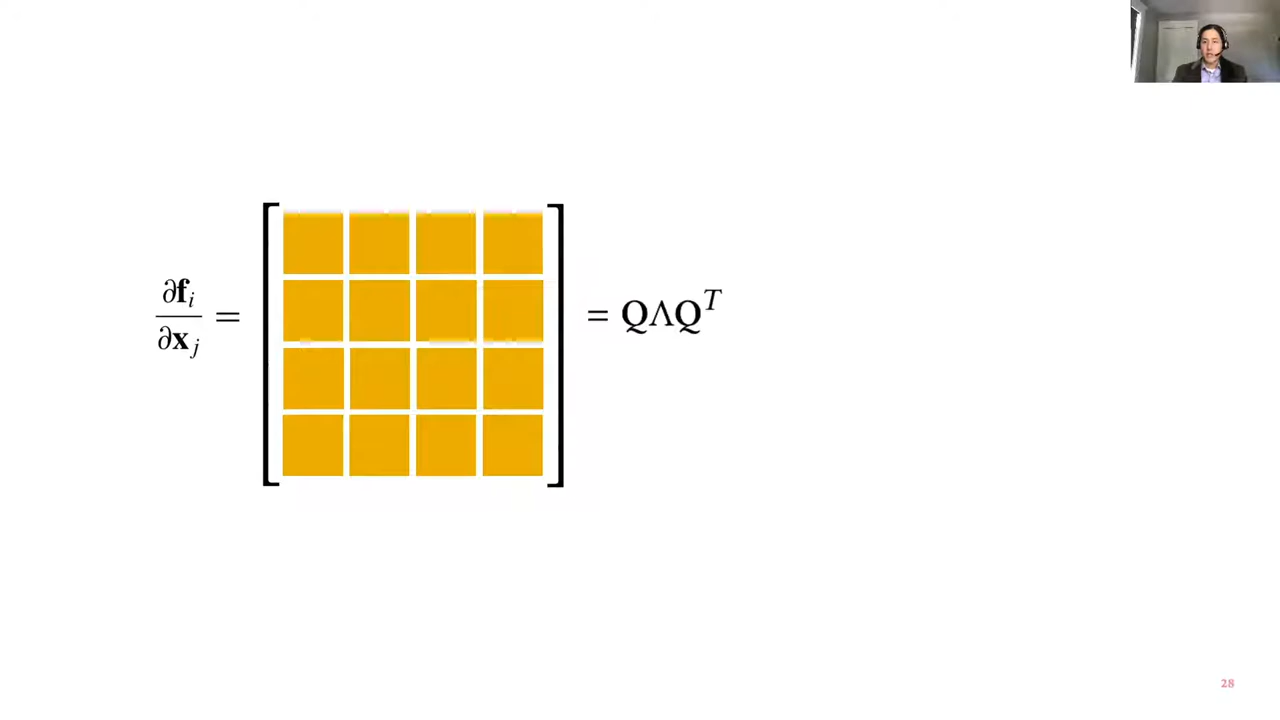 ∂f_i/∂x_j = [ ] = QΛQ^T
28